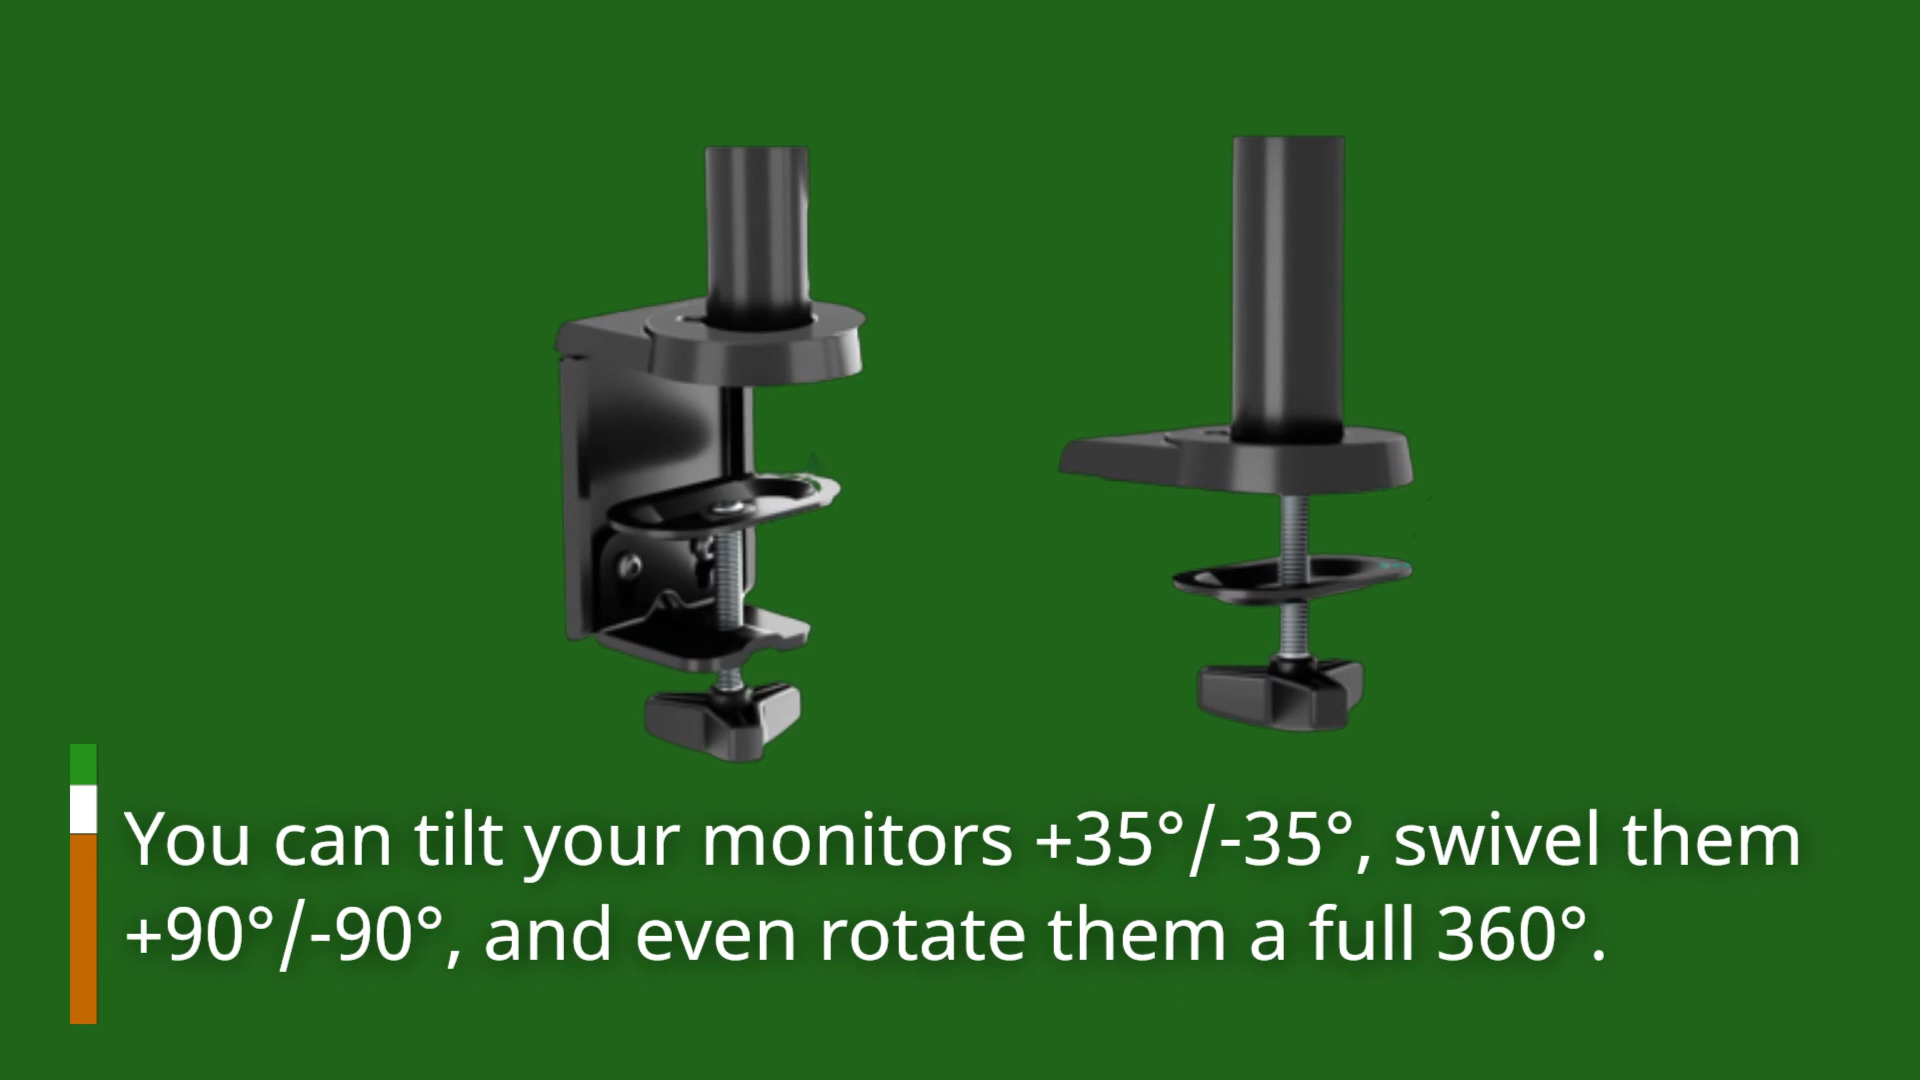 You can tilt your monitors +35°/-35°, swivel them
+90°/-90°, and even rotate them a full 360°.